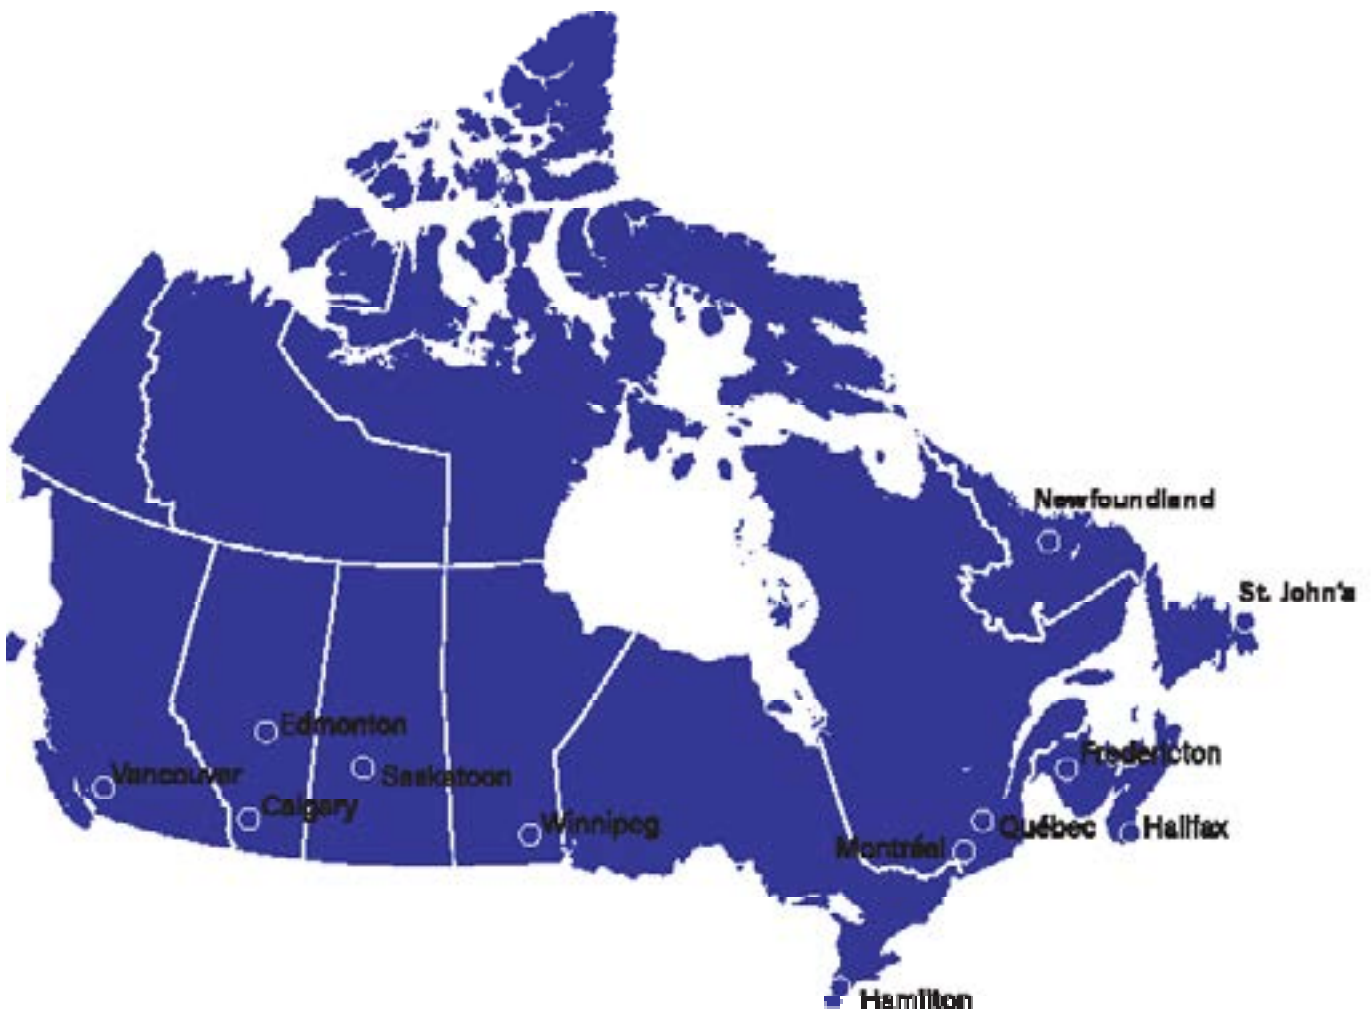 Newfoundland
St. John's
Edmonton
Fredericton
Vancouver
Saskatoon
Calgary
Winnipeg
Québec
Halifax
Montréal
Hamilton